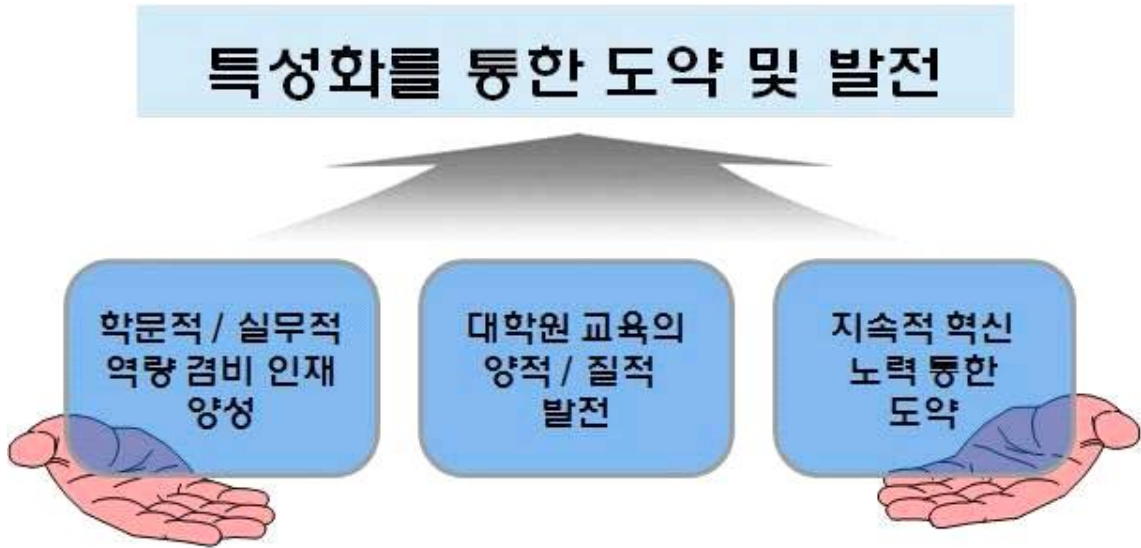 특성화를 통한 도약 및 발전
학문적 / 실무적
역량 겸비 인재
양성
대학원 교육의
양적 / 질적
발전
지속적 혁신
노력 통한
도약